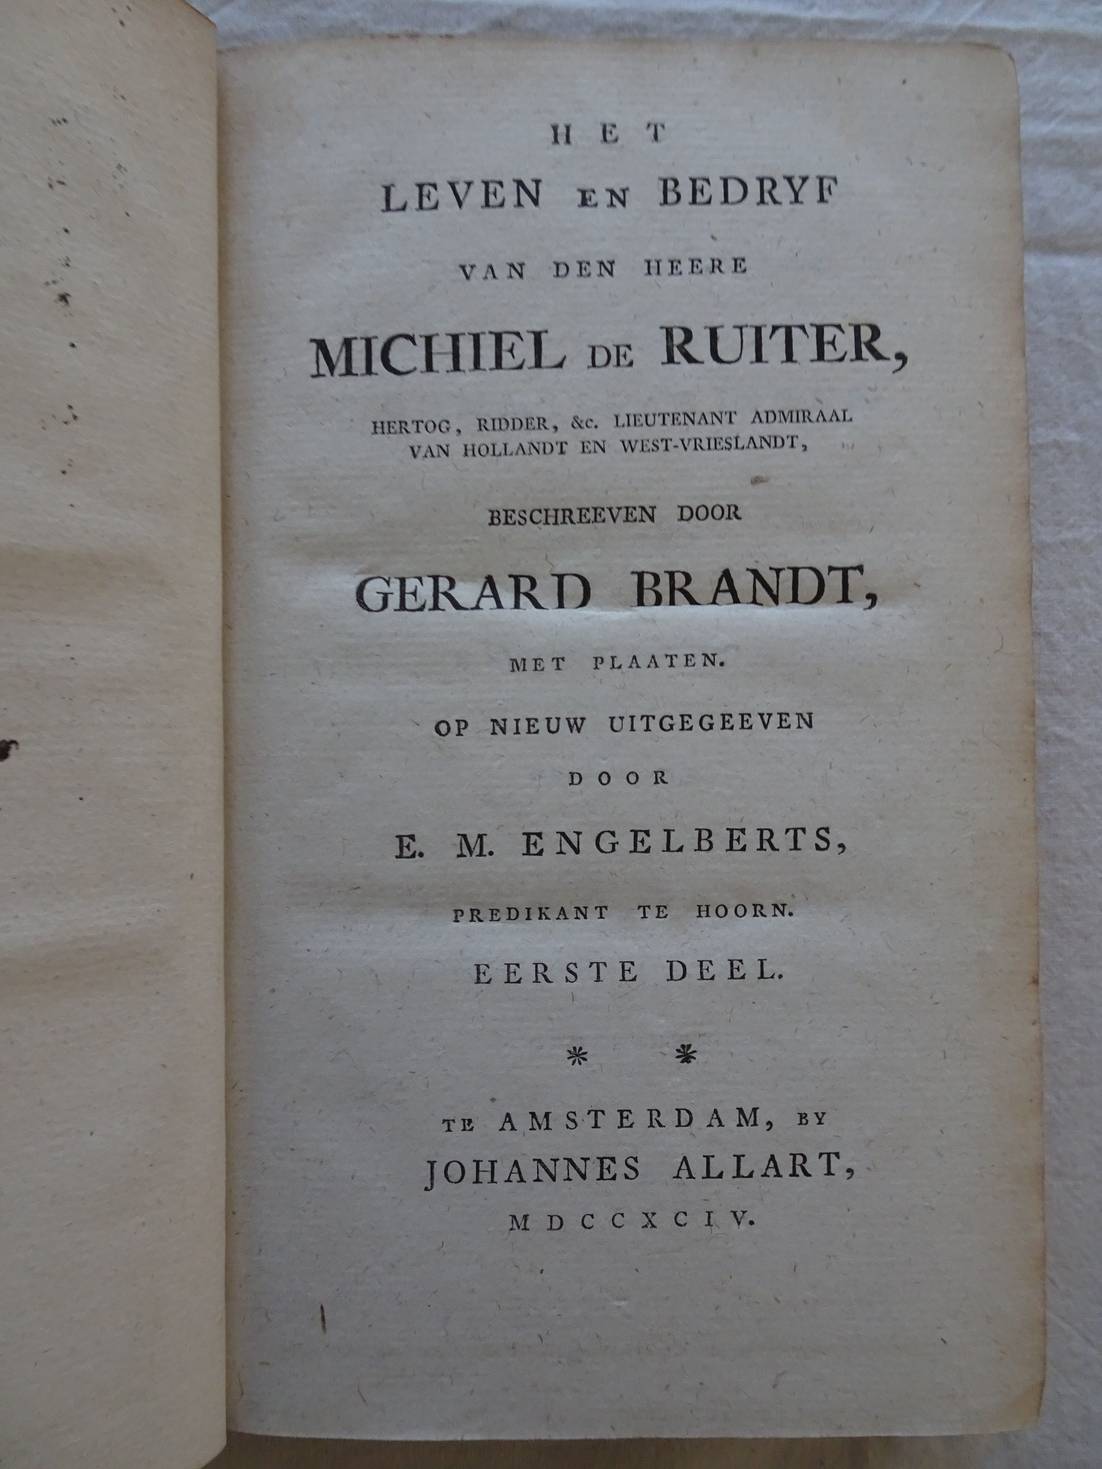 HET
LEVEN EN BEDRYF
VAN DEN HEERE
MICHIEL DE RUITER,
HERTOG, RIDDER, &c. LIEUTENANT ADMIRAAL
VAN HOLLANDT EN WEST-VRIESLANDT,
BESCHREEVEN DOOR
GERARD BRANDT,
MET PLAATEN.
OP NIEUW UITGEGEEVEN
DOOR
E. M. ENGELBERTS,
PREDIKANT TE HOORN.
EERSTE DEEL.
* *
TE AMSTERDAM, BY
JOHANNES ALLART,
MDCCXCIV.